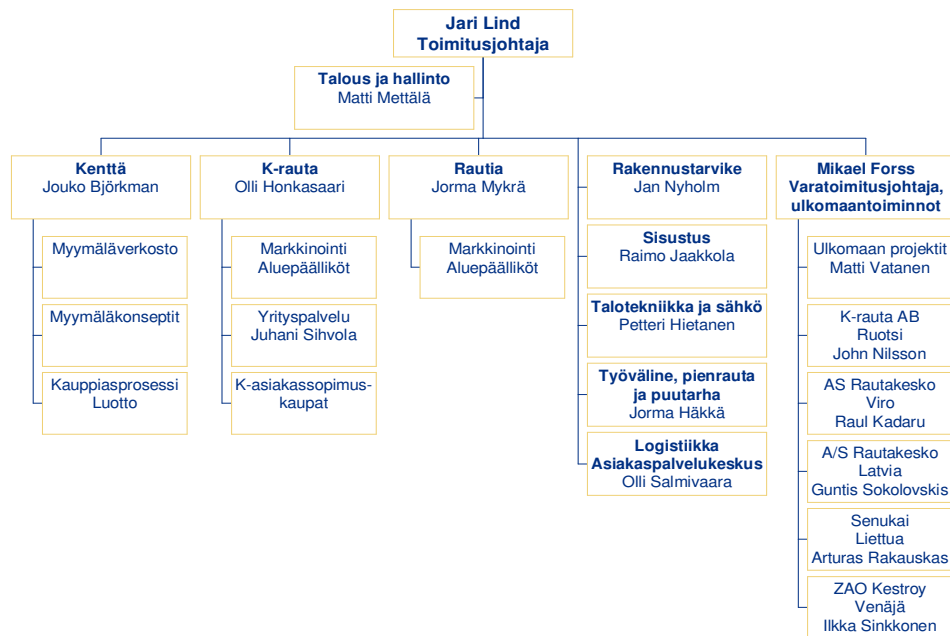 Jari Lind
Toimitusjohtaja
Talous ja hallinto
Matti Mettälä
Kenttä
Jouko Björkman
Myymäläverkosto
Myymäläkonseptit
Kauppiasprosessi
Luotto
K-rauta
Olli Honkasaari
Markkinointi
Aluepäälliköt
Yrityspalvelu
Juhani Sihvola
K-asiakassopimus-
kaupat
Rautia
Jorma Mykrä
Markkinointi
Aluepäälliköt
Rakennustarvike
Jan Nyholm
Sisustus
Raimo Jaakkola
Talotekniikka ja sähkö
Petteri Hietanen
Työväline, pienrauta
ja puutarha
Jorma Häkkä
Logistiikka
Asiakaspalvelukeskus
Olli Salmivaara
Mikael Forss
Varatoimitusjohtaja,
ulkomaantoiminnot
Ulkomaan projektit
Matti Vatanen
K-rauta AB
Ruotsi
John Nilsson
AS Rautakesko
Viro
Raul Kadaru
A/S Rautakesko
Latvia
Guntis Sokolovskis
Senukai
Liettua
Arturas Rakauskas
ZAO Kestroy
Venäjä
Ilkka Sinkkonen